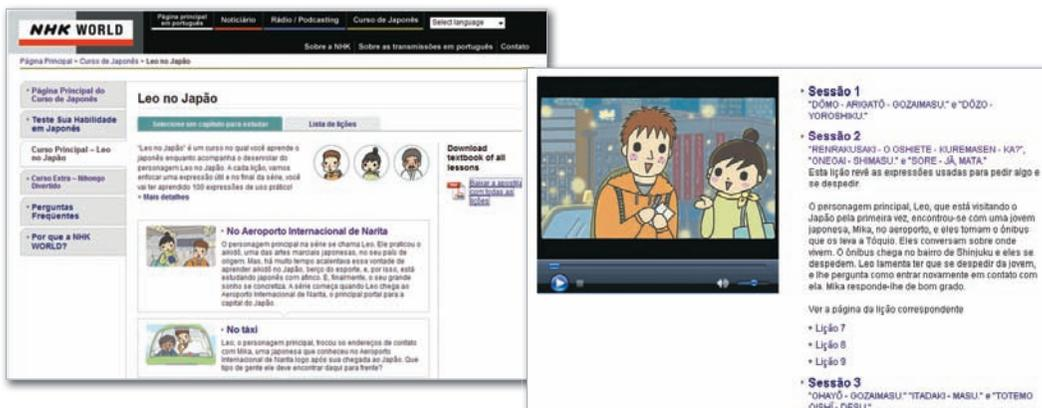 NHK WORLD
Página principal
em português
Noticiário
Rádio / Podcasting
Curso de Japonês
Select language
Sobre a NHK
Sobre as transmissões em português
Contato
Página Principal • Curso de Japonês • Leo no Japão
Página Principal do
Curso de Japonês
Teste Sua Habilidade
em Japonês
Curso Principal – Leo
no Japão
Curso Extra – Nihongo
Divertido
Perguntas
Freqüentes
Por que a NHK
WORLD?
Leo no Japão
Selecione um capítulo para estudar
Lista de lições
"Leo no Japão" é um curso no qual você aprende o
japonês enquanto acompanha o desenrolar do
personagem Leo no Japão. A cada lição, vamos
enfocar uma expressão útil e no final da série, você
vai ter aprendido 100 expressões de uso prático!
Mais detalhes
Download
textbook of all
lessons
Baixar a apostila
com todas as
lições
No Aeroporto Internacional de Narita
O personagem principal na série se chama Leo. Ele praticou o
aikidô, uma das artes marciais japonesas, no seu país de
origem. Mas, há muito tempo acalentava essa vontade de
aprender aikidô no Japão, berço do esporte, e, por isso, está
estudando japonês com afinco. E, finalmente, o seu grande
sonho se concretiza. A série começa quando Leo chega ao
Aeroporto Internacional de Narita, o principal portal para a
capital do Japão.
No táxi
Leo, o personagem principal, trocou os endereços de contato
com Mika, uma japonesa que conheceu no Aeroporto
Internacional de Narita logo após sua chegada ao Japão. Que
tipo de gente ele deve encontrar daqui para frente?
Sessão 1
"DÔMO - ARIGATÔ - GOZAIMASU." e "DÔZO -
YOROSHIKU."
Sessão 2
"RENRAKUSAKI - O OSHIETE - KUREMASEN - KA?",
"ONEGAI - SHIMASU." e "SORE - JÂ, MATA."
Esta lição revê as expressões usadas para pedir algo e
se despedir.
O personagem principal, Leo, que está visitando o
Japão pela primeira vez, encontrou-se com uma jovem
japonesa, Mika, no aeroporto, e eles tomam o ônibus
que os leva a Tóquio. Eles conversam sobre onde
vivem. O ônibus chega no bairro de Shinjuku e eles se
despedem. Leo lamenta ter que se despedir da jovem,
e lhe pergunta como entrar novamente em contato com
ela. Mika responde-lhe de bom grado.
Ver a página da lição correspondente
Lição 7
Lição 8
Lição 9
Sessão 3
"OHAYÔ - GOZAIMASU." "ITADAKI - MASU." e "TOTEMO
OISHÎ - DESU."